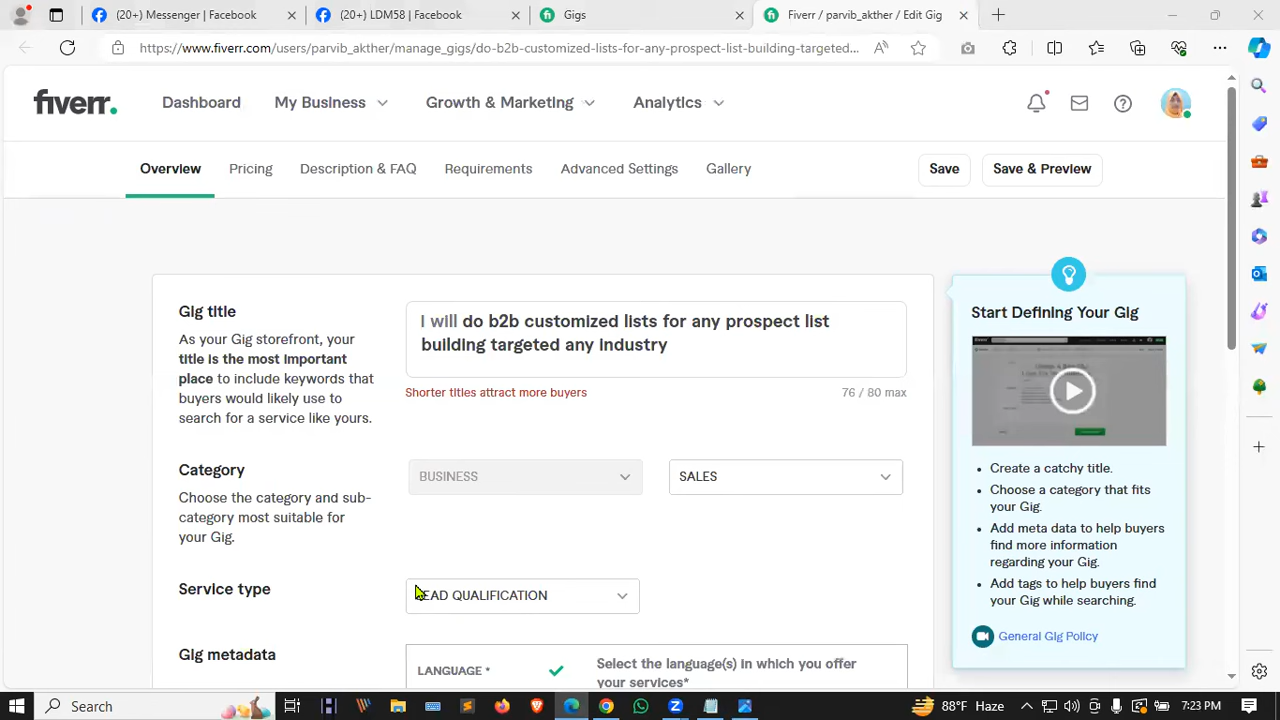 (20+) Messenger | Facebook
(20+) LDM58 | Facebook
Gigs
Fiverr / parvib_akther / Edit Gig
https://www.fiverr.com/users/parvib_akther/manage_gigs/do-b2b-customized-lists-for-any-prospect-list-building-targeted...
fiverr.
Dashboard
My Business
Growth & Marketing
Analytics
Overview
Pricing
Description & FAQ
Requirements
Advanced Settings
Gallery
Save
Save & Preview
Gig title
As your Gig storefront, your
title is the most important
place to include keywords that
buyers would likely use to
search for a service like yours.
I will do b2b customized lists for any prospect list
building targeted any industry
Shorter titles attract more buyers
76 / 80 max
Category
Choose the category and sub-
category most suitable for
your Gig.
BUSINESS
SALES
Service type
LEAD QUALIFICATION
Gig metadata
LANGUAGE *
Select the language(s) in which you offer
your services*
Start Defining Your Gig
Create a catchy title.
Choose a category that fits
your Gig.
Add meta data to help buyers
find more information
regarding your Gig.
Add tags to help buyers find
your Gig while searching.
General Gig Policy
Search
88°F Haze
7:23 PM